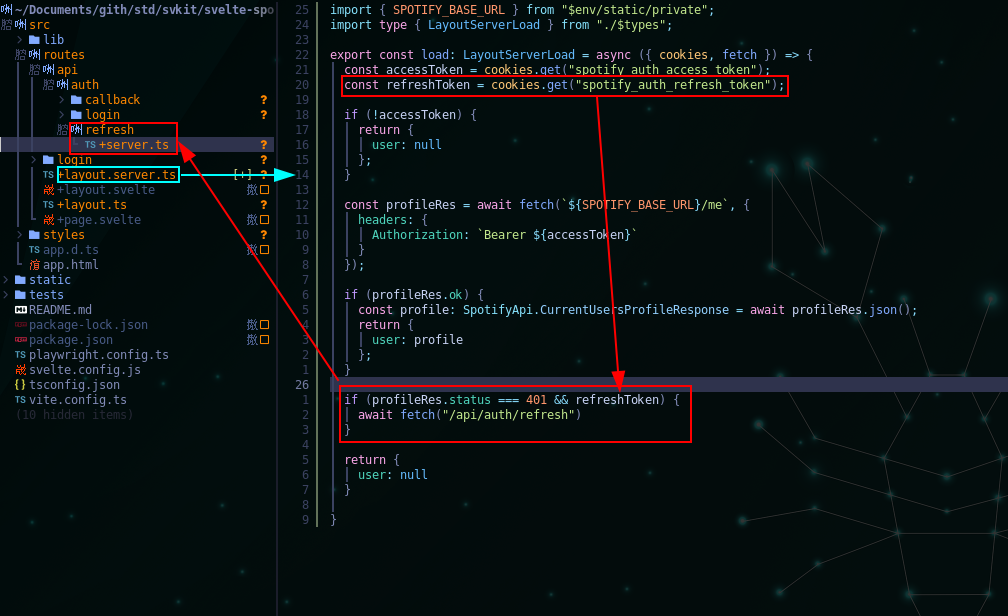 ~/Documents/gith/std/svkit/svelte-spo
src
lib
routes
api
auth
callback ?
login ?
refresh
TS +server.ts ?
login ?
TS +layout.server.ts [+] ?
+layout.svelte
TS +layout.ts ?
+page.svelte
styles ?
TS app.d.ts
app.html
static
tests
README.md
package-lock.json
package.json
TS playwright.config.ts
svelte.config.js
{} tsconfig.json
TS vite.config.ts
(10 hidden items)
25 import { SPOTIFY_BASE_URL } from "$env/static/private";
24 import type { LayoutServerLoad } from "./$types";
23
22 export const load: LayoutServerLoad = async ({ cookies, fetch }) => {
21 const accessToken = cookies.get("spotify_auth_access_token");
20 const refreshToken = cookies.get("spotify_auth_refresh_token");
19
18 if (!accessToken) {
17 return {
16 user: null
15 };
14 }
13
12 const profileRes = await fetch(`${SPOTIFY_BASE_URL}/me`, {
11 headers: {
10 Authorization: `Bearer ${accessToken}`
9 }
8 });
7
6 if (profileRes.ok) {
5 const profile: SpotifyApi.CurrentUsersProfileResponse = await profileRes.json();
4 return {
3 user: profile
2 };
1 }
26
1 if (profileRes.status === 401 && refreshToken) {
2 await fetch("/api/auth/refresh")
3 }
4
5 return {
6 user: null
7 }
8
9 }